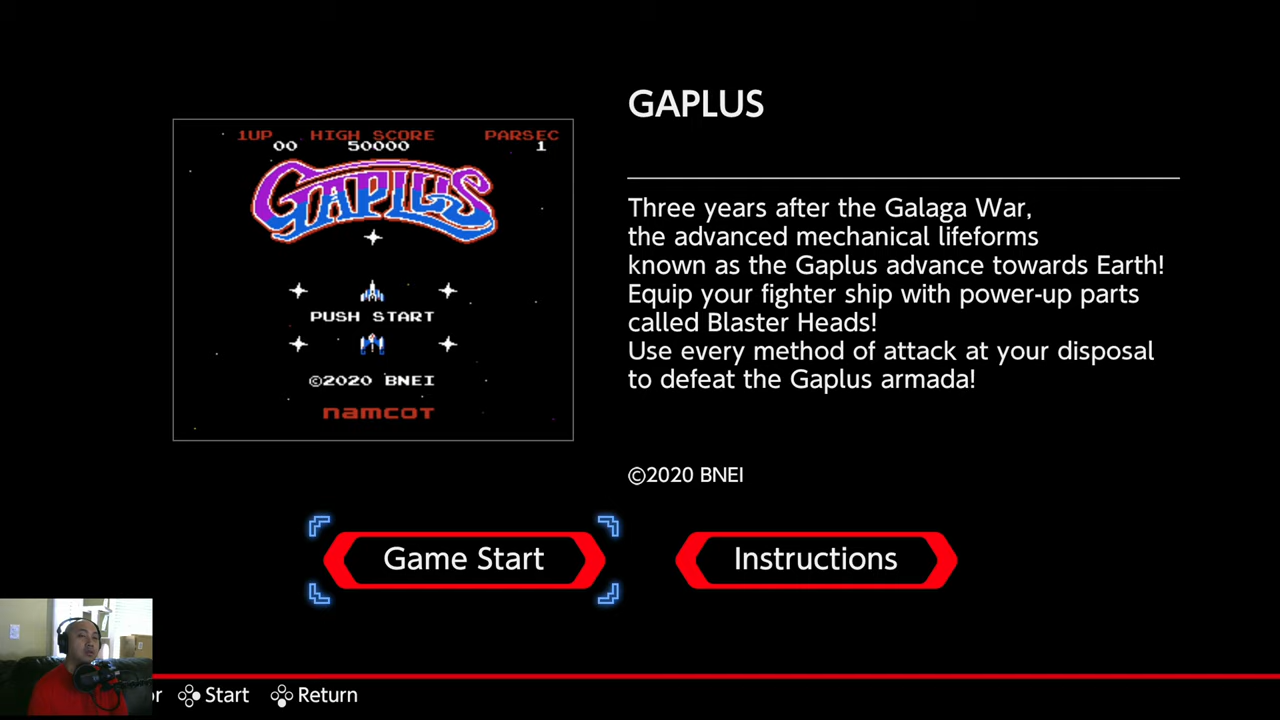 GAPLUS
1UP HIGH SCORE PARSEC
00 50000 1
GAPLUS
PUSH START
©2020 BNEI
namcot
Three years after the Galaga War,
the advanced mechanical lifeforms
known as the Gaplus advance towards Earth!
Equip your fighter ship with power-up parts
called Blaster Heads!
Use every method of attack at your disposal
to defeat the Gaplus armada!
©2020 BNEI
Game Start
Instructions
Start Return